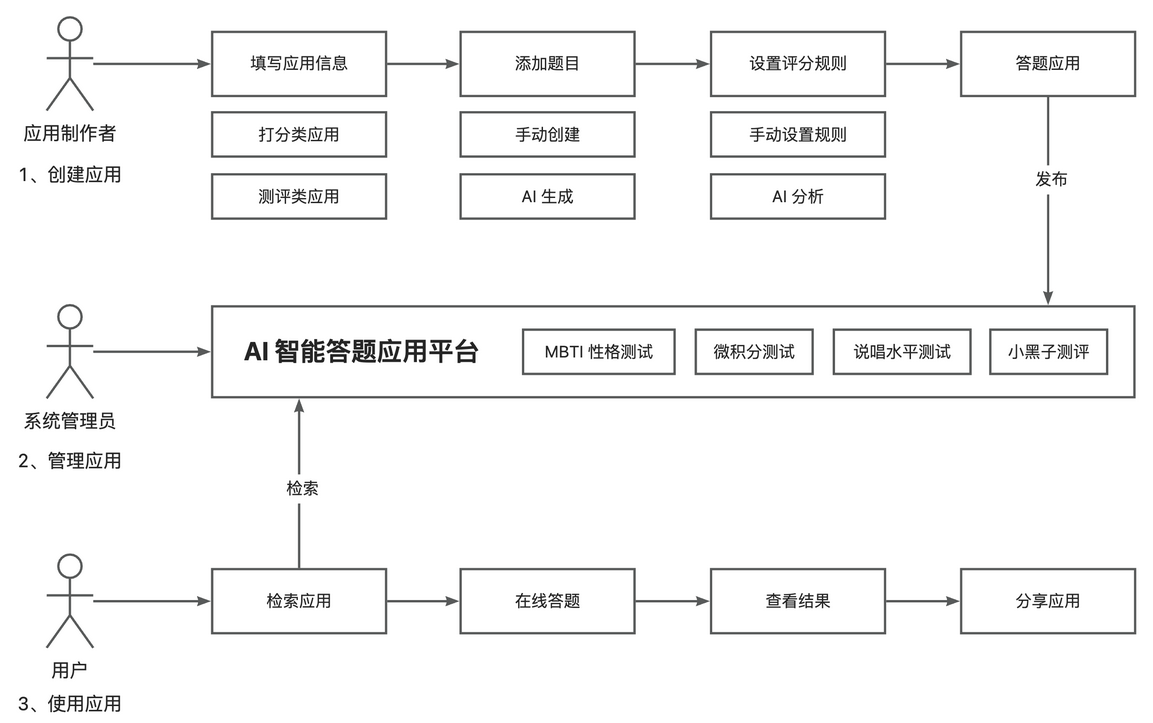 填写应用信息
添加题目
设置评分规则
答题应用
应用制作者
打分类应用
手动创建
手动设置规则
1、创建应用
测评类应用
AI 生成
AI 分析
发布
AI 智能答题应用平台
MBTI 性格测试
微积分测试
说唱水平测试
小黑子测评
系统管理员
2、管理应用
检索
检索应用
在线答题
查看结果
分享应用
用户
3、使用应用